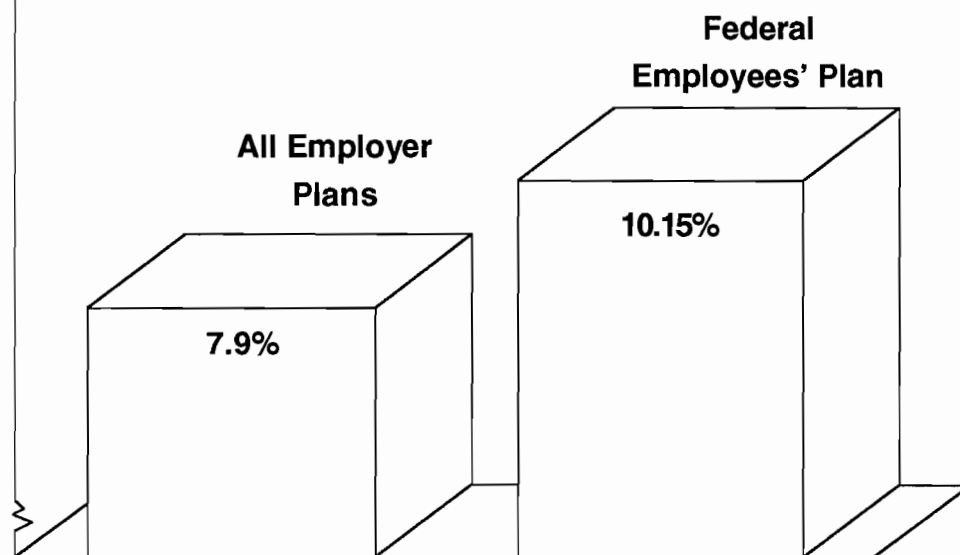 Federal
Employees' Plan
All Employer
Plans
10.15%
7.9%